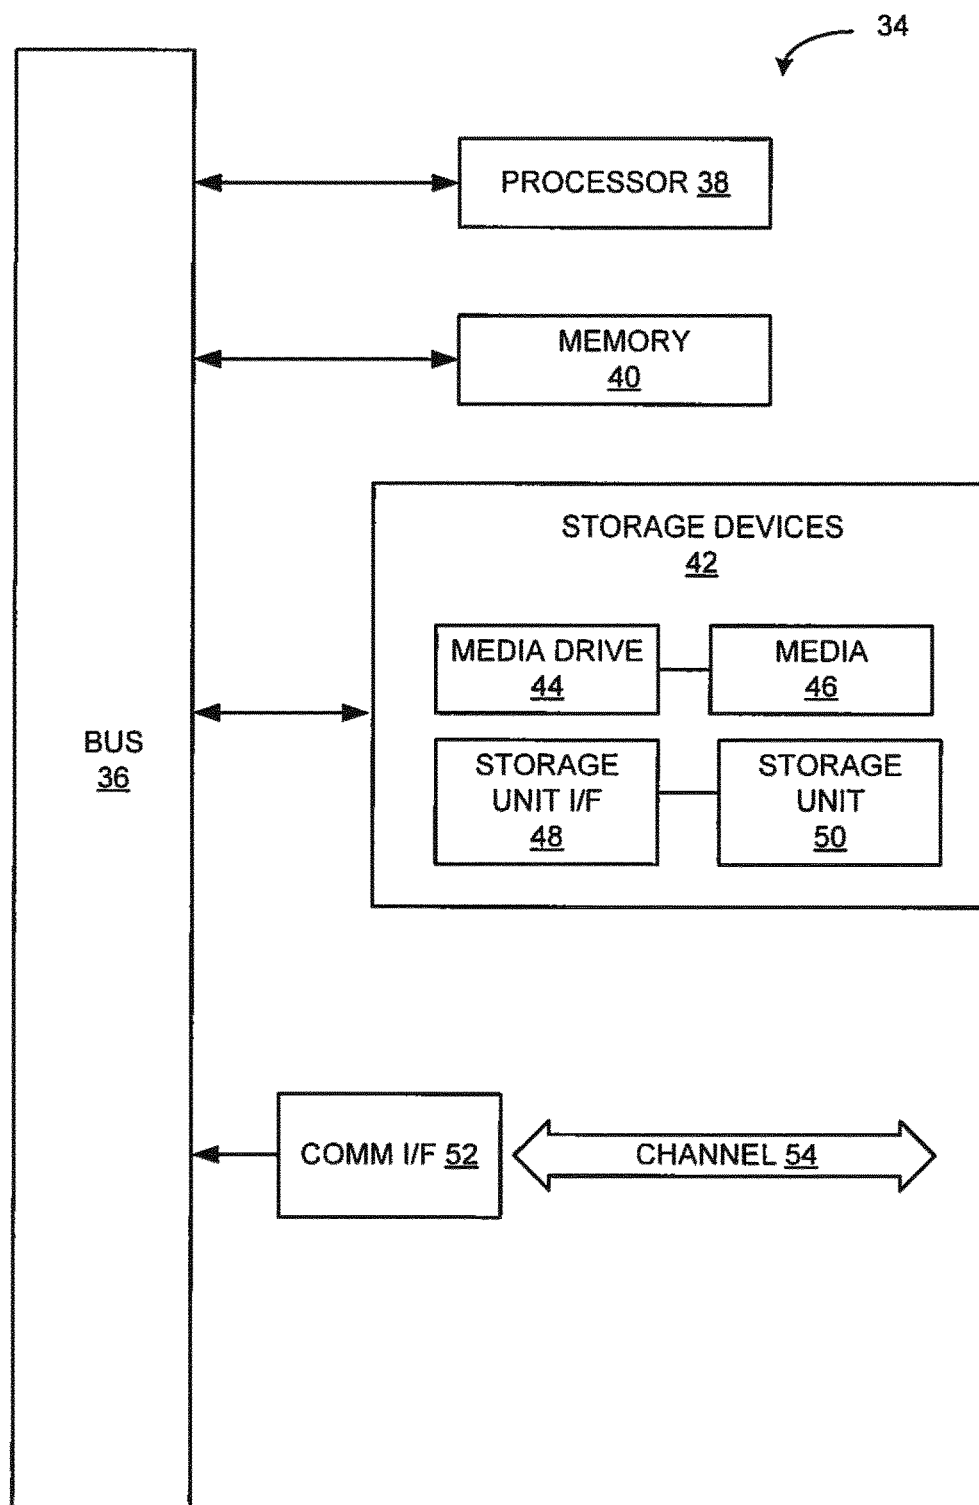 34
PROCESSOR 38
MEMORY
40
STORAGE DEVICES
42
MEDIA DRIVE
44
MEDIA
46
BUS
36
STORAGE
UNIT I/F
48
STORAGE
UNIT
50
COMM I/F 52
CHANNEL 54